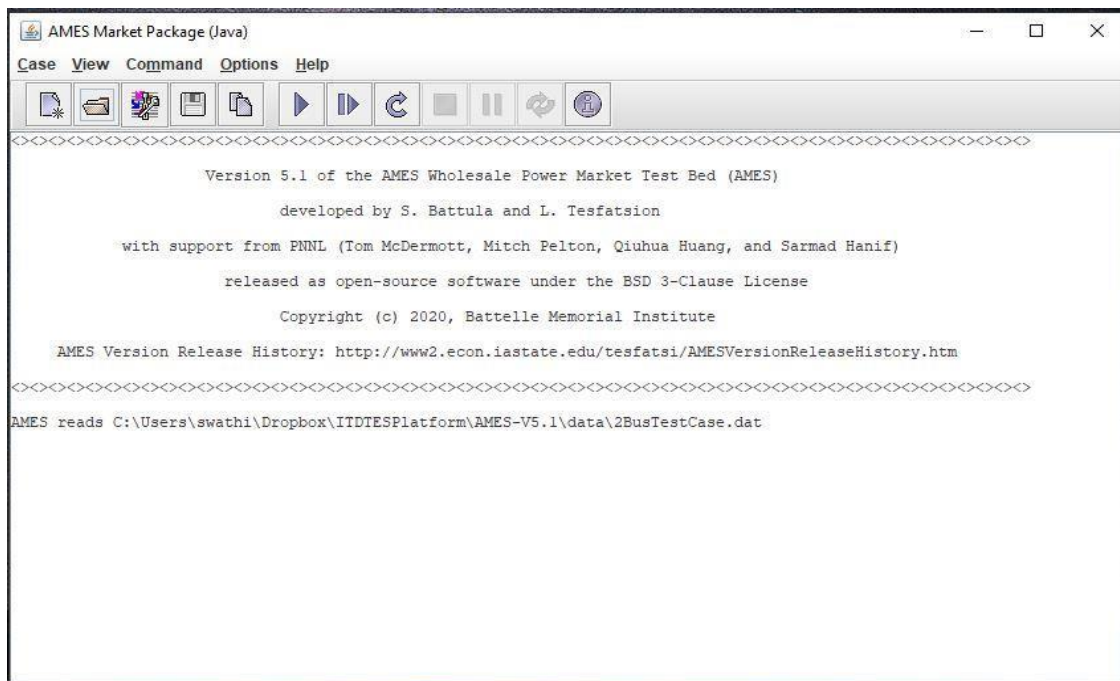 AMES Market Package (Java)
Case View Command Options Help
<><><><><><><><><><><><><><><><><><><><><><><><><><><><><><><><><><><><><><><><><><><><><><><><><><><><><><><>
Version 5.1 of the AMES Wholesale Power Market Test Bed (AMES)
developed by S. Battula and L. Tesfatsion
with support from PNNL (Tom McDermott, Mitch Pelton, Qiuhua Huang, and Sarmad Hanif)
released as open-source software under the BSD 3-Clause License
Copyright (c) 2020, Battelle Memorial Institute
AMES Version Release History: http://www2.econ.iastate.edu/tesfatsi/AMESVersionReleaseHistory.htm
<><><><><><><><><><><><><><><><><><><><><><><><><><><><><><><><><><><><><><><><><><><><><><><><><><><><><><><>
AMES reads C:\Users\swathi\Dropbox\ITDTESPlatform\AMES-V5.1\data\2BusTestCase.dat